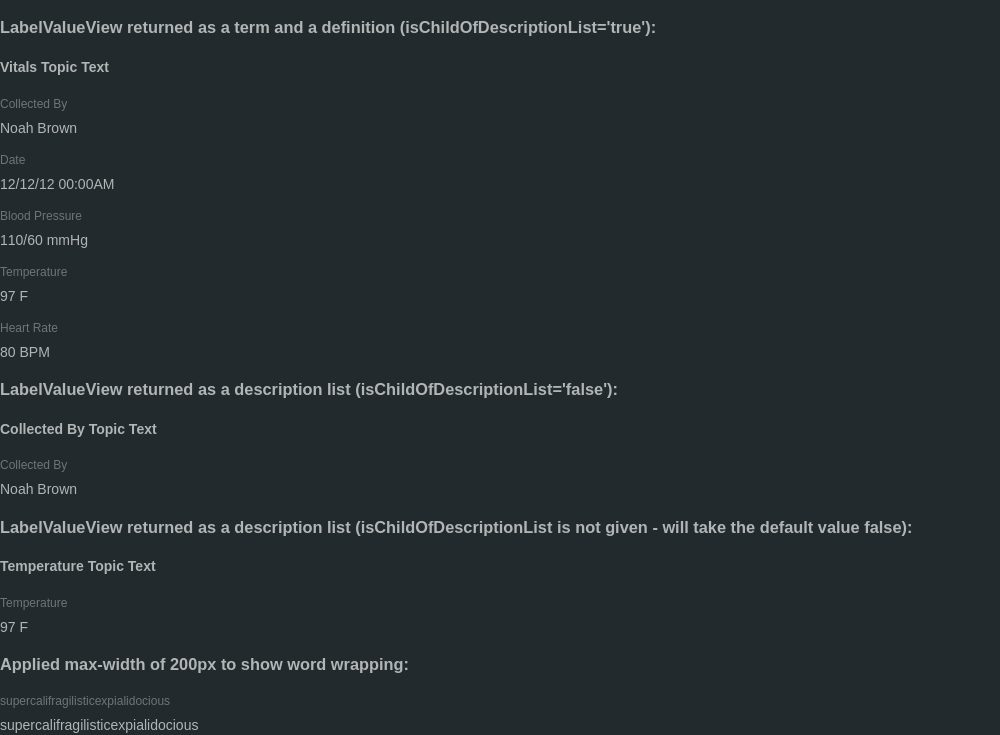 LabelValueView returned as a term and a definition (isChildOfDescriptionList='true'):
Vitals Topic Text
Collected By
Noah Brown
Date
12/12/12 00:00AM
Blood Pressure
110/60 mmHg
Temperature
97 F
Heart Rate
80 BPM
LabelValueView returned as a description list (isChildOfDescriptionList='false'):
Collected By Topic Text
Collected By
Noah Brown
LabelValueView returned as a description list (isChildOfDescriptionList is not given - will take the default value false):
Temperature Topic Text
Temperature
97 F
Applied max-width of 200px to show word wrapping:
supercalifragilisticexpialidocious
supercalifragilisticexpialidocious